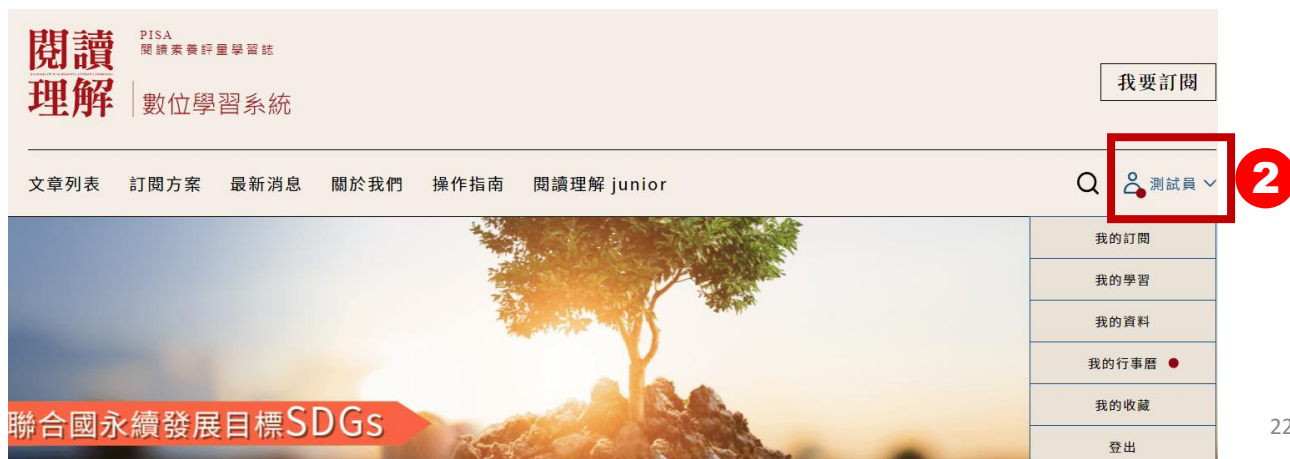 閱讀
理解
PISA
閱讀素養評量學習誌
數位學習系統
我要訂閱
文章列表 訂閱方案 最新消息 關於我們 操作指南 閱讀理解 junior
測試員
2
我的訂閱
我的學習
我的資料
我的行事曆
我的收藏
登出
聯合國永續發展目標SDGs
22